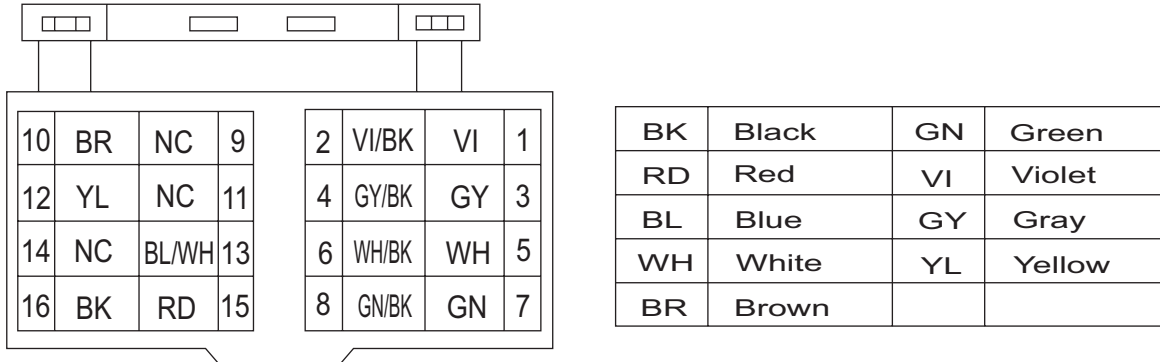 10 BR NC 9 2 VI/BK VI 1
12 YL NC 11 4 GY/BK GY 3
14 NC BL/WH 13 6 WH/BK WH 5
16 BK RD 15 8 GN/BK GN 7
BK Black GN Green
RD Red VI Violet
BL Blue GY Gray
WH White YL Yellow
BR Brown